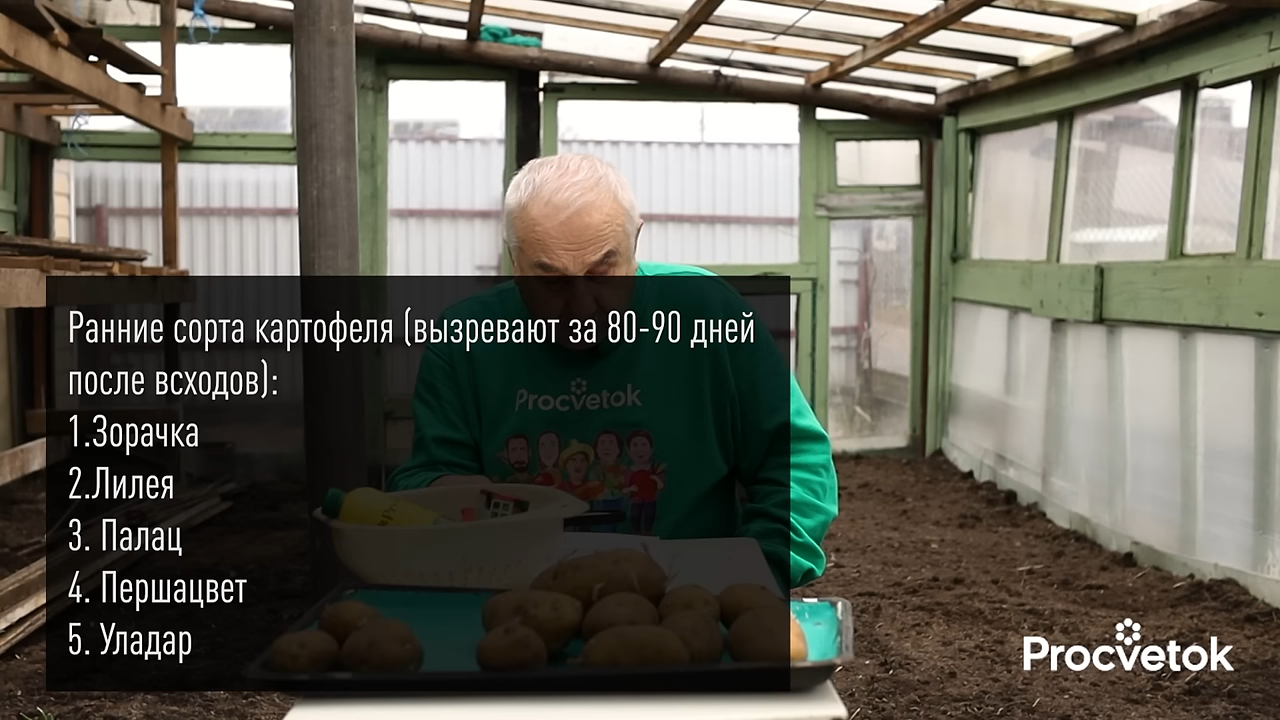 Ранние сорта картофеля (вызревают за 80-90 дней
после всходов):
1.Зорачка
2.Лилея
3. Палац
4. Першацвет
5. Уладар
Procvetok
Procvetok